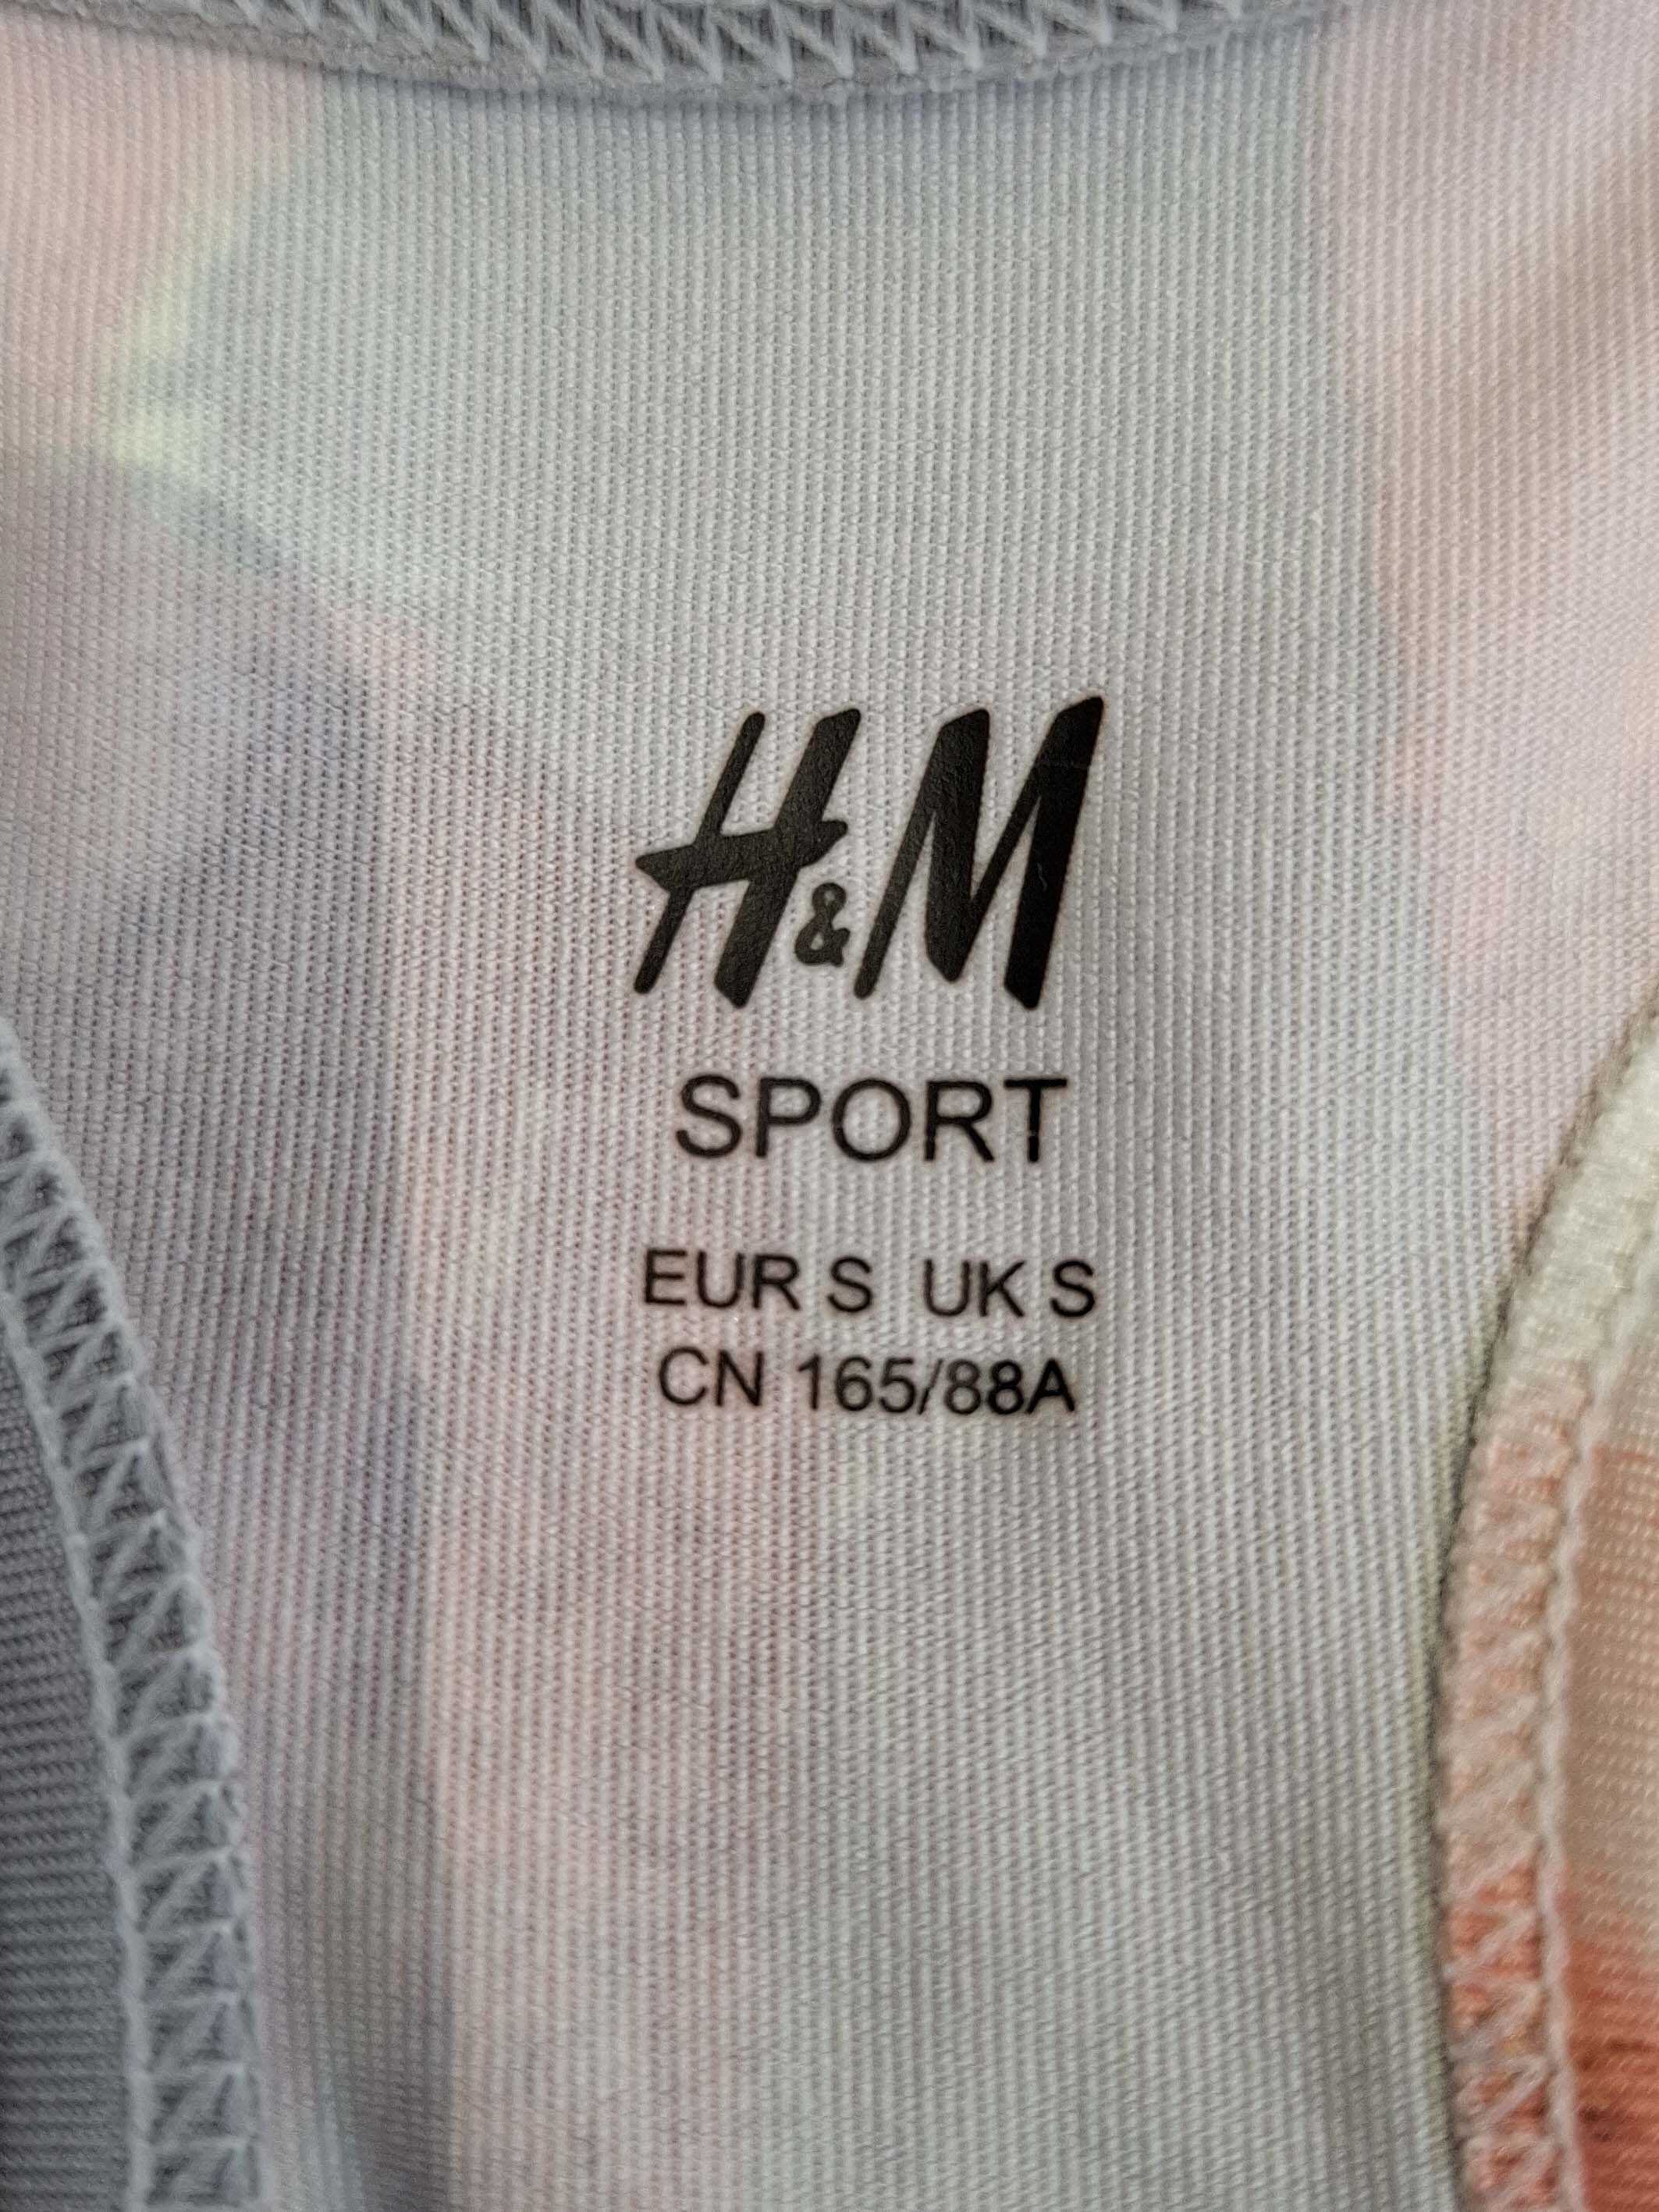 H&M
SPORT
EUR S UK S
CN 165/88A